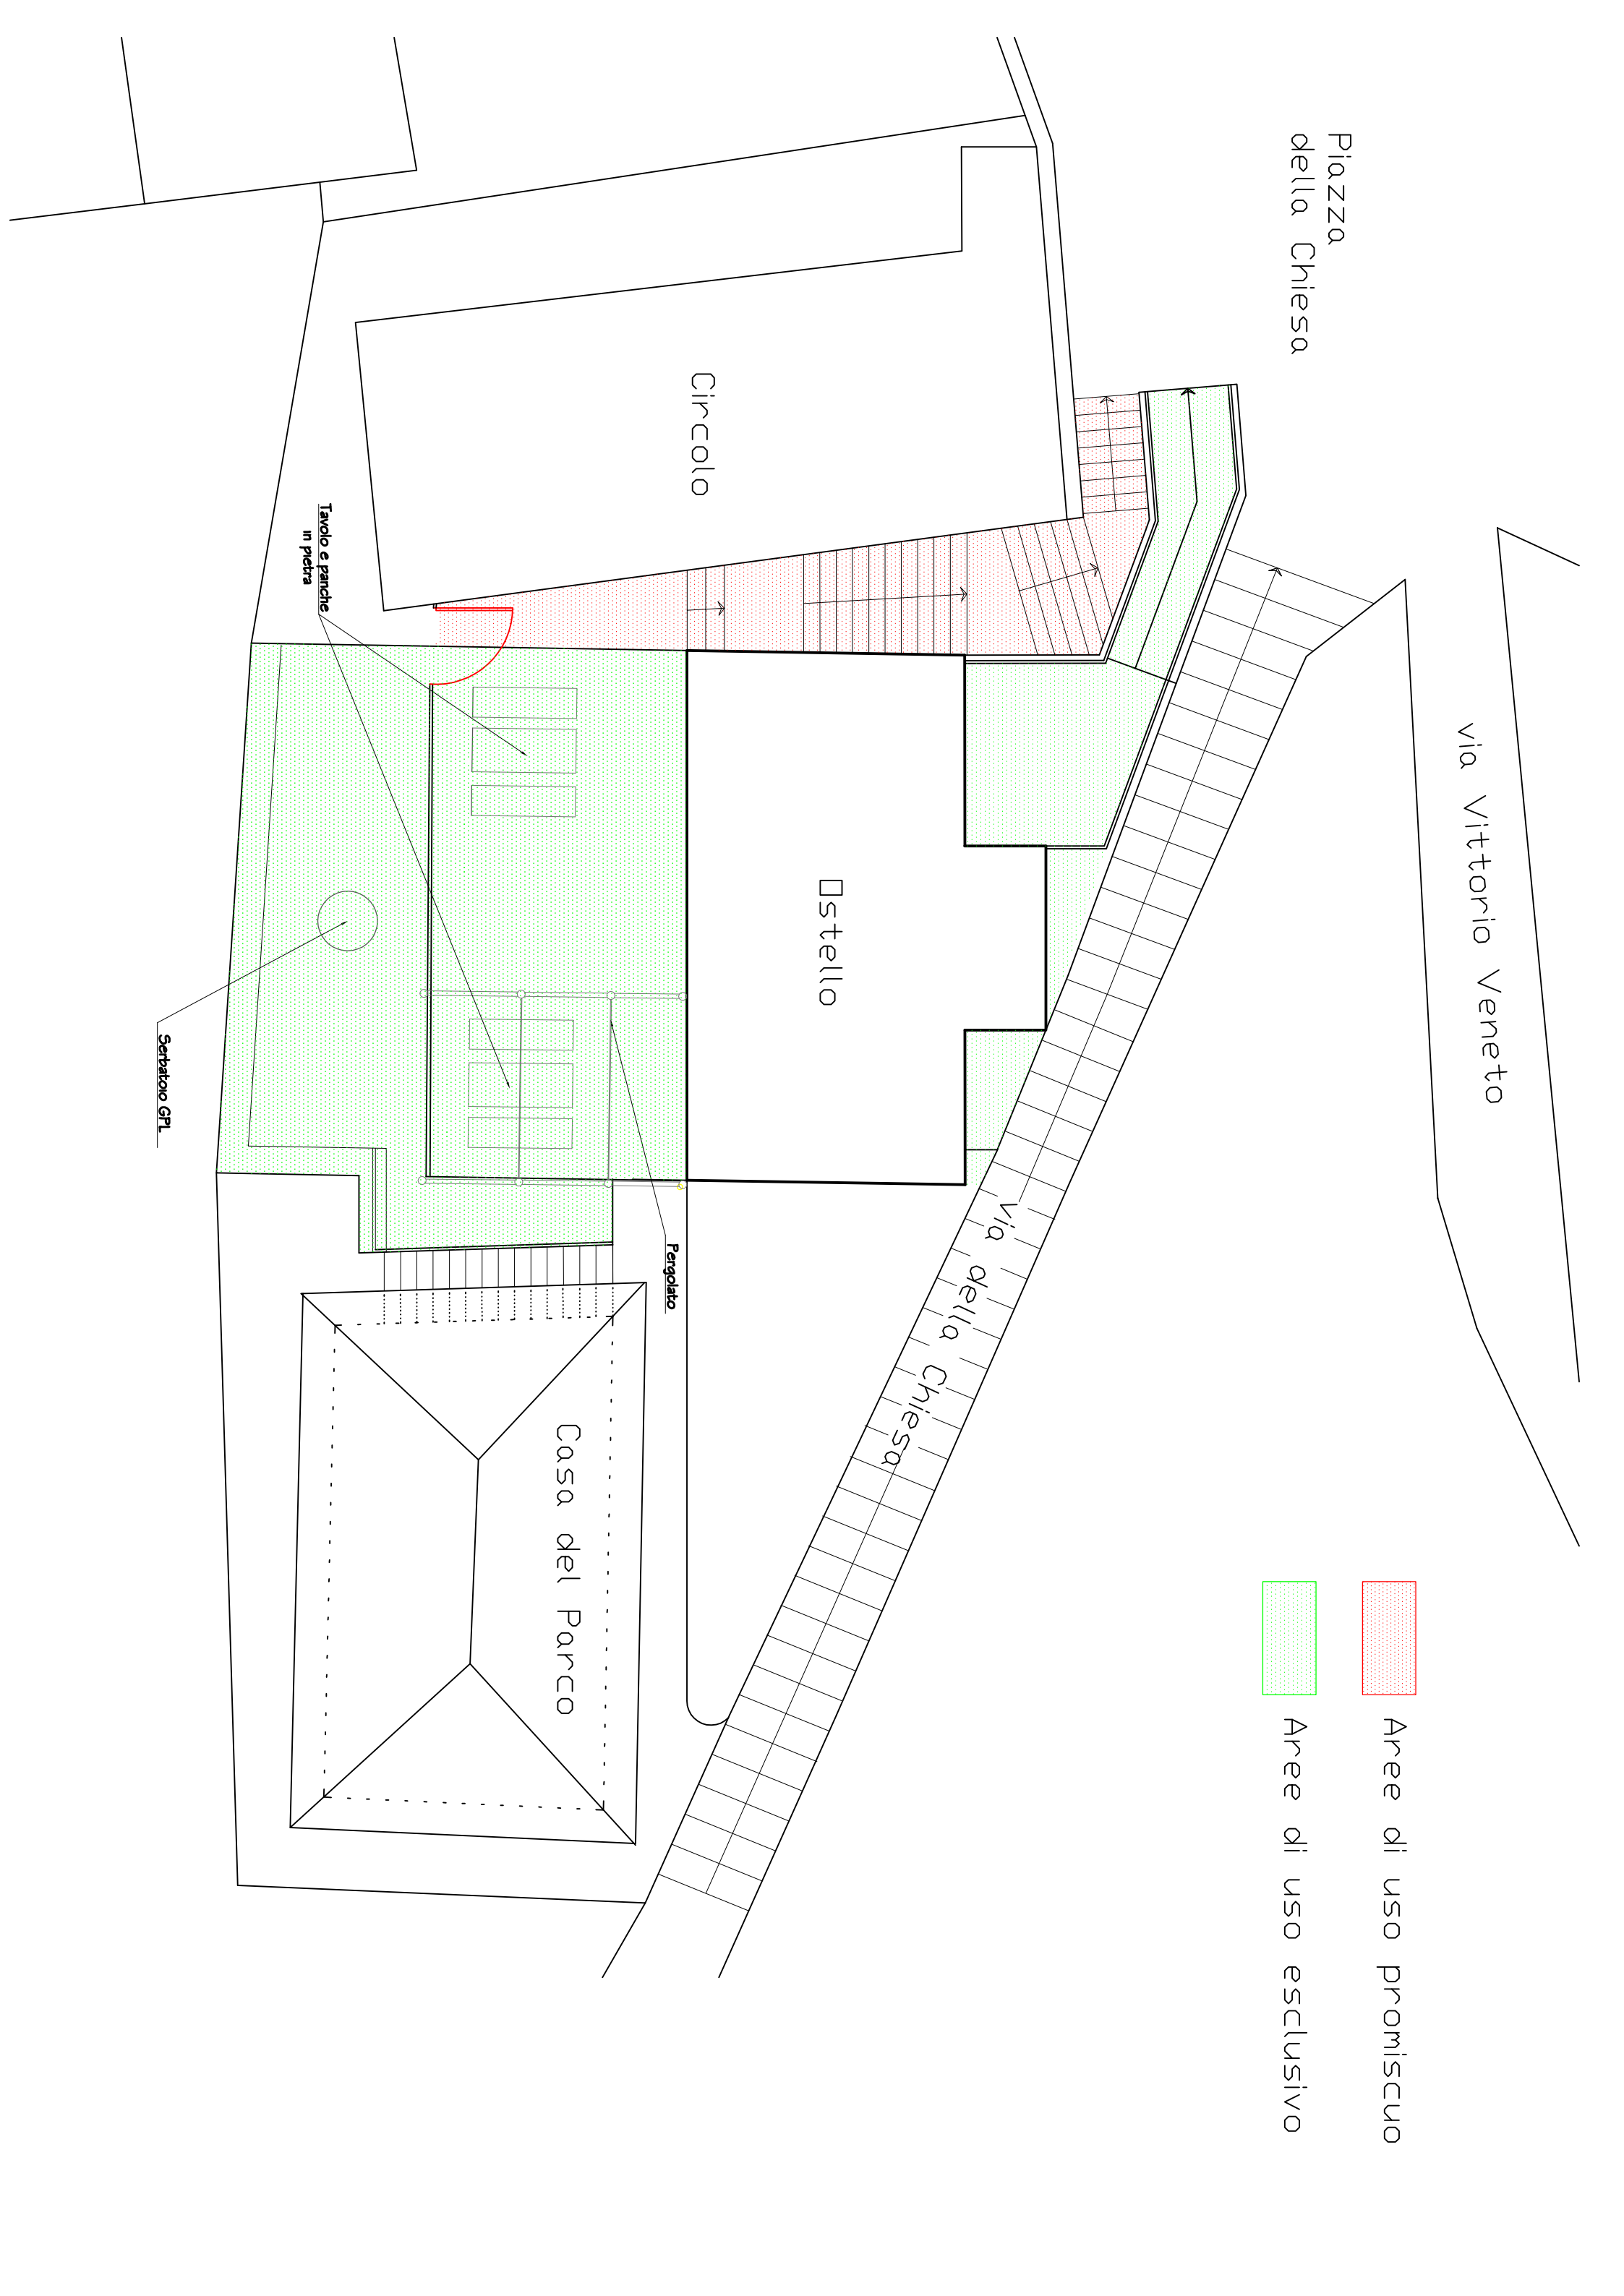 Piazza
della Chiesa
via Vittorio Veneto
Circolo
Tavolo e panche
in pietra
Ostello
Serbatoio GPL
Pergolato
via della Chiesa
Casa del Parco
Aree di uso promiscuo
Aree di uso esclusivo